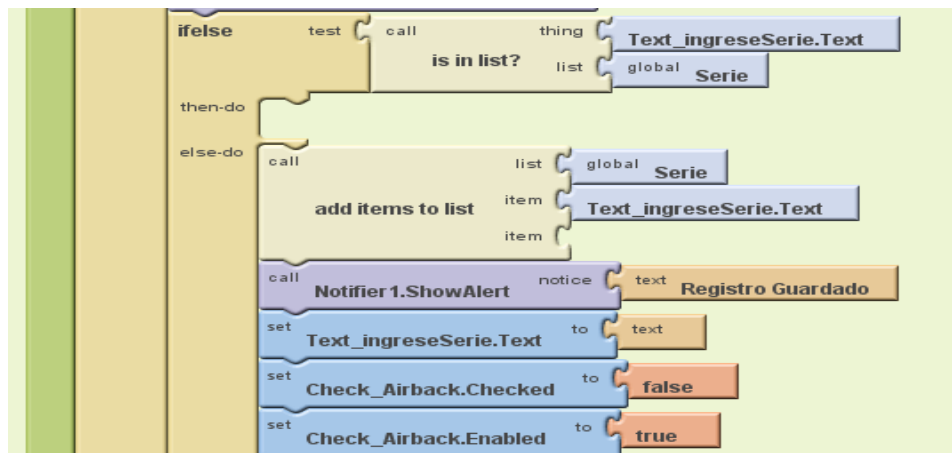 ifelse test call thing Text_ingreseSerie.Text
is in list? list global Serie
then-do
else-do call list global Serie
add items to list item Text_ingreseSerie.Text
item
call Notifier1.ShowAlert notice text Registro Guardado
set Text_ingreseSerie.Text to text
set Check_Airback.Checked to false
set Check_Airback.Enabled to true